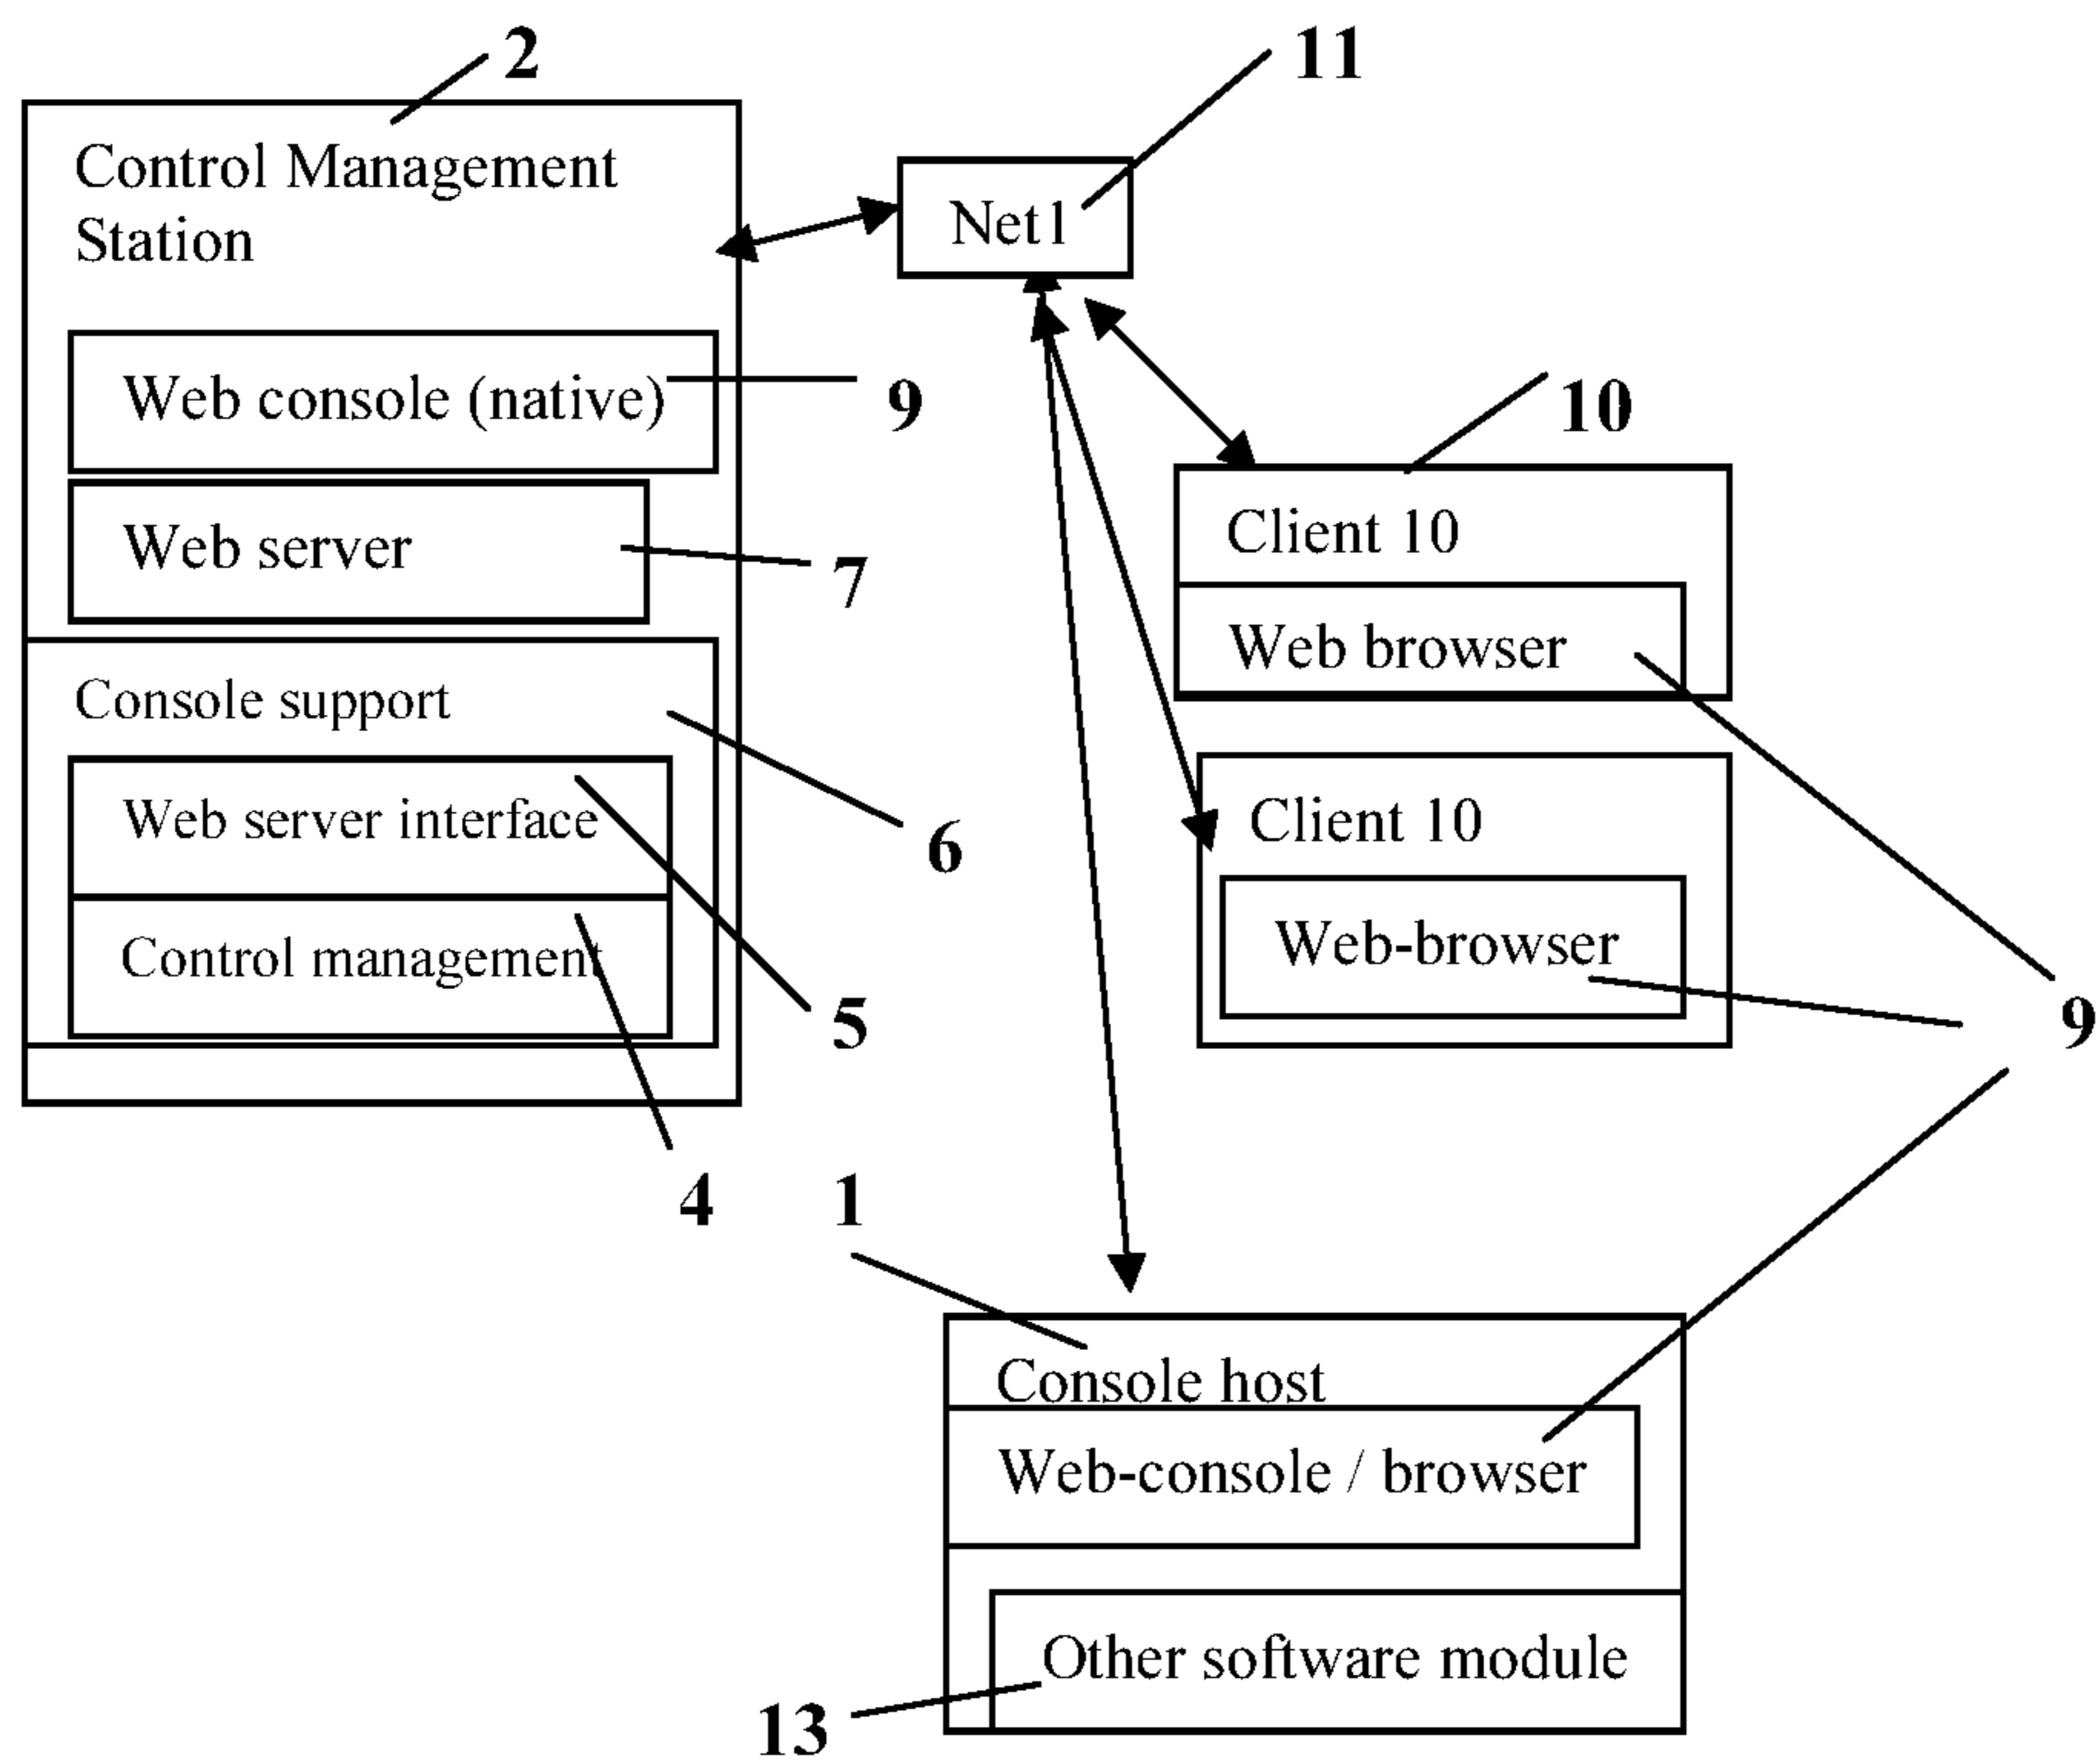 2
11
Control Management
Station
Net1
Web console (native)
9
10
Web server
7
Client 10
Web browser
Console support
6
Web server interface
Client 10
Control management
5
Web-browser
9
4
1
Console host
Web-console / browser
Other software module
13